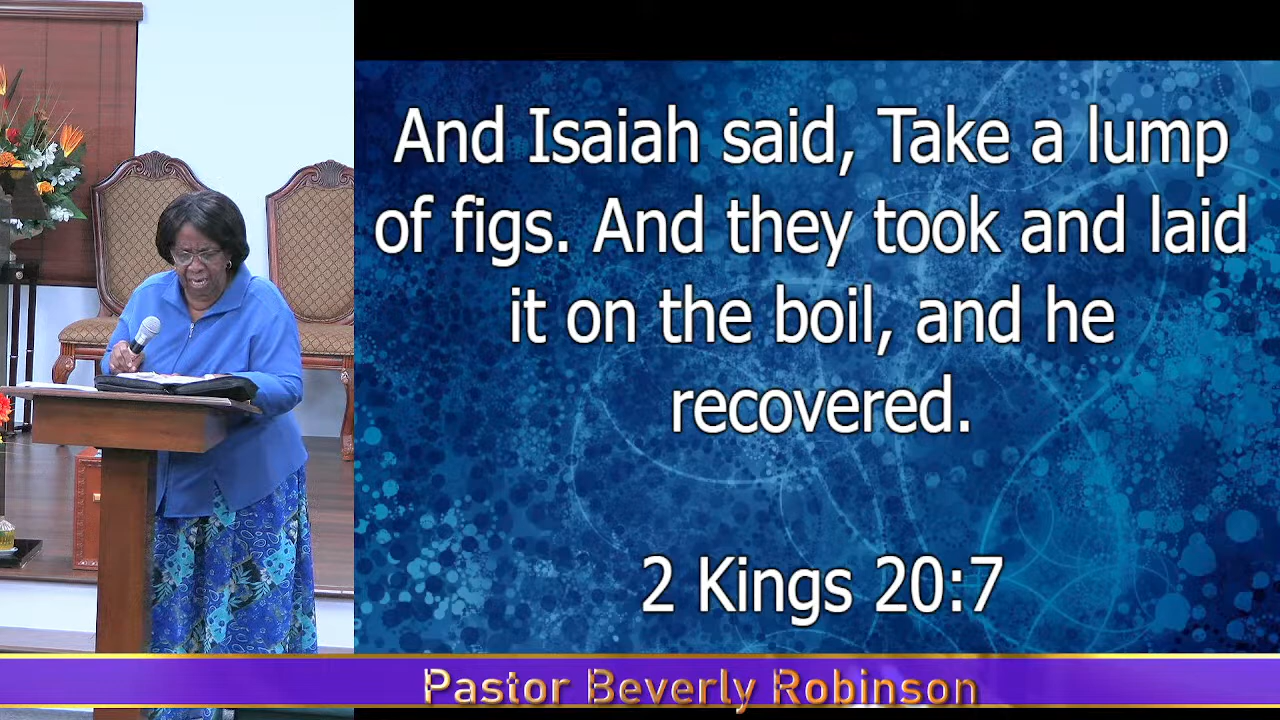 And Isaiah said, Take a lump
of figs. And they took and laid
it on the boil, and he
recovered.
2 Kings 20:7
Pastor Beverly Robinson